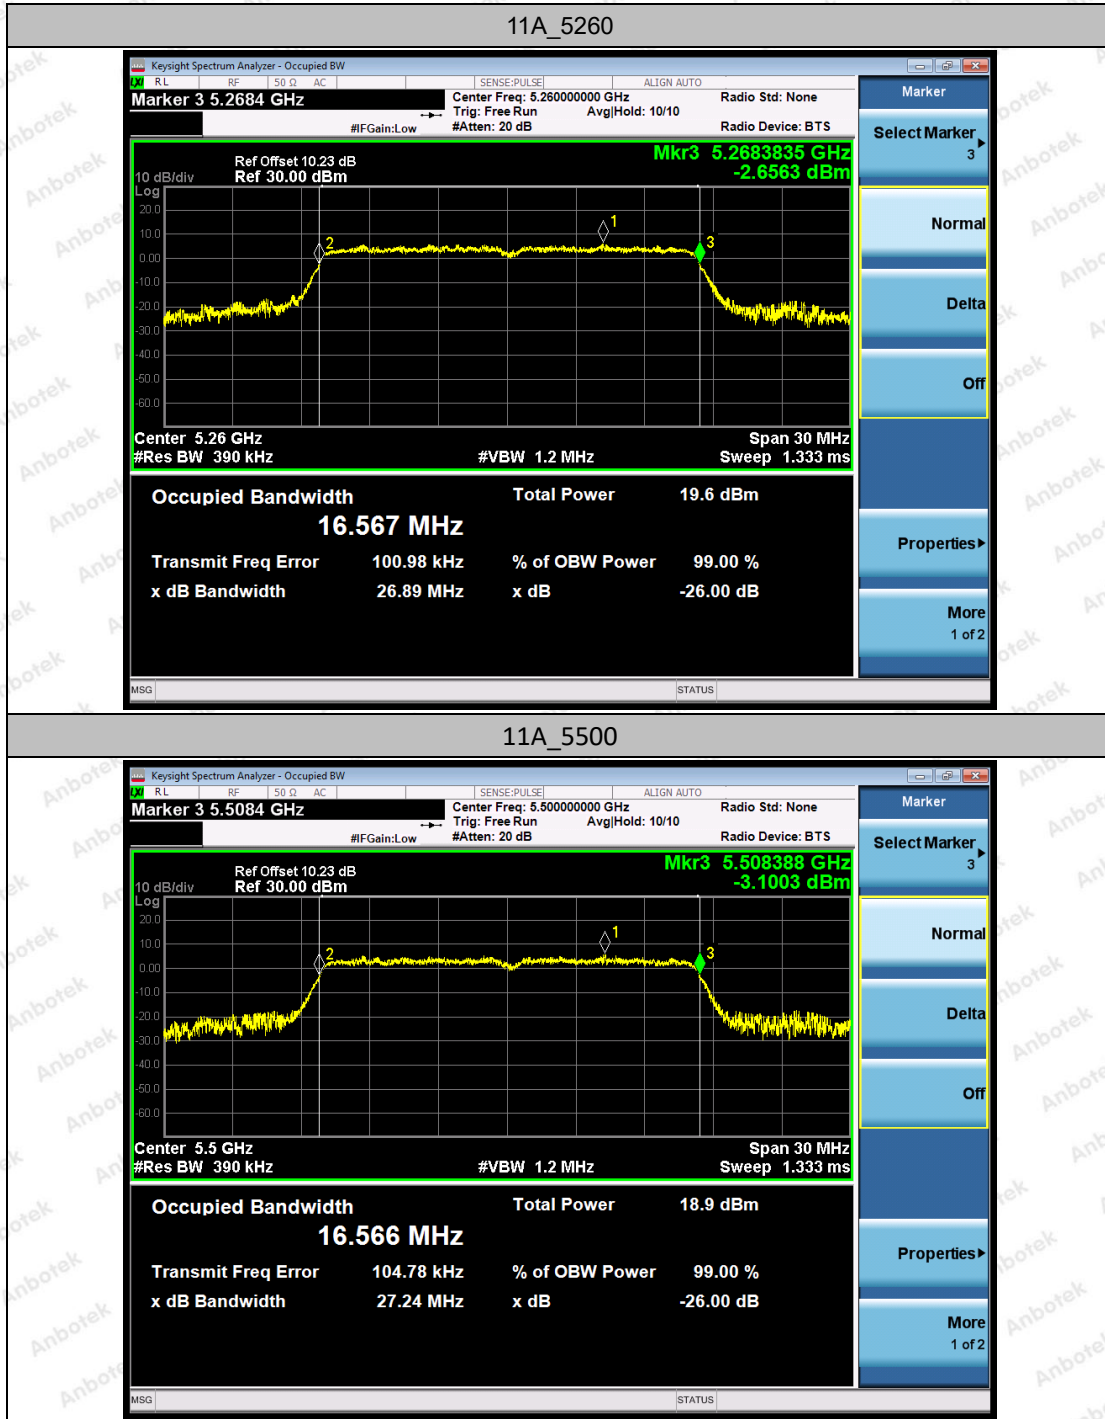 11A_5260
Keysight Spectrum Analyzer - Occupied BW
LXI RL RF 50 Ω AC SENSE:PULSE ALIGN AUTO
Marker 3 5.2684 GHz
Center Freq: 5.260000000 GHz Radio Std: None
Trig: Free Run Avg|Hold: 10/10
#IFGain:Low #Atten: 20 dB Radio Device: BTS
Ref Offset 10.23 dB
10 dB/div Ref 30.00 dBm
Mkr3 5.2683835 GHz
-2.6563 dBm
Log
20.0
10.0
0.00
-10.0
-20.0
-30.0
-40.0
-50.0
-60.0
1
2
3
Center 5.26 GHz Span 30 MHz
#Res BW 390 kHz #VBW 1.2 MHz Sweep 1.333 ms
Occupied Bandwidth Total Power 19.6 dBm
16.567 MHz
Transmit Freq Error 100.98 kHz % of OBW Power 99.00 %
x dB Bandwidth 26.89 MHz x dB -26.00 dB
MSG STATUS
Marker
Select Marker
3
Normal
Delta
Off
Properties
More
1 of 2
11A_5500
Keysight Spectrum Analyzer - Occupied BW
LXI RL RF 50 Ω AC SENSE:PULSE ALIGN AUTO
Marker 3 5.5084 GHz
Center Freq: 5.500000000 GHz Radio Std: None
Trig: Free Run Avg|Hold: 10/10
#IFGain:Low #Atten: 20 dB Radio Device: BTS
Ref Offset 10.23 dB
10 dB/div Ref 30.00 dBm
Mkr3 5.508388 GHz
-3.1003 dBm
Log
20.0
10.0
0.00
-10.0
-20.0
-30.0
-40.0
-50.0
-60.0
1
2
3
Center 5.5 GHz Span 30 MHz
#Res BW 390 kHz #VBW 1.2 MHz Sweep 1.333 ms
Occupied Bandwidth Total Power 18.9 dBm
16.566 MHz
Transmit Freq Error 104.78 kHz % of OBW Power 99.00 %
x dB Bandwidth 27.24 MHz x dB -26.00 dB
MSG STATUS
Marker
Select Marker
3
Normal
Delta
Off
Properties
More
1 of 2
Anbotek